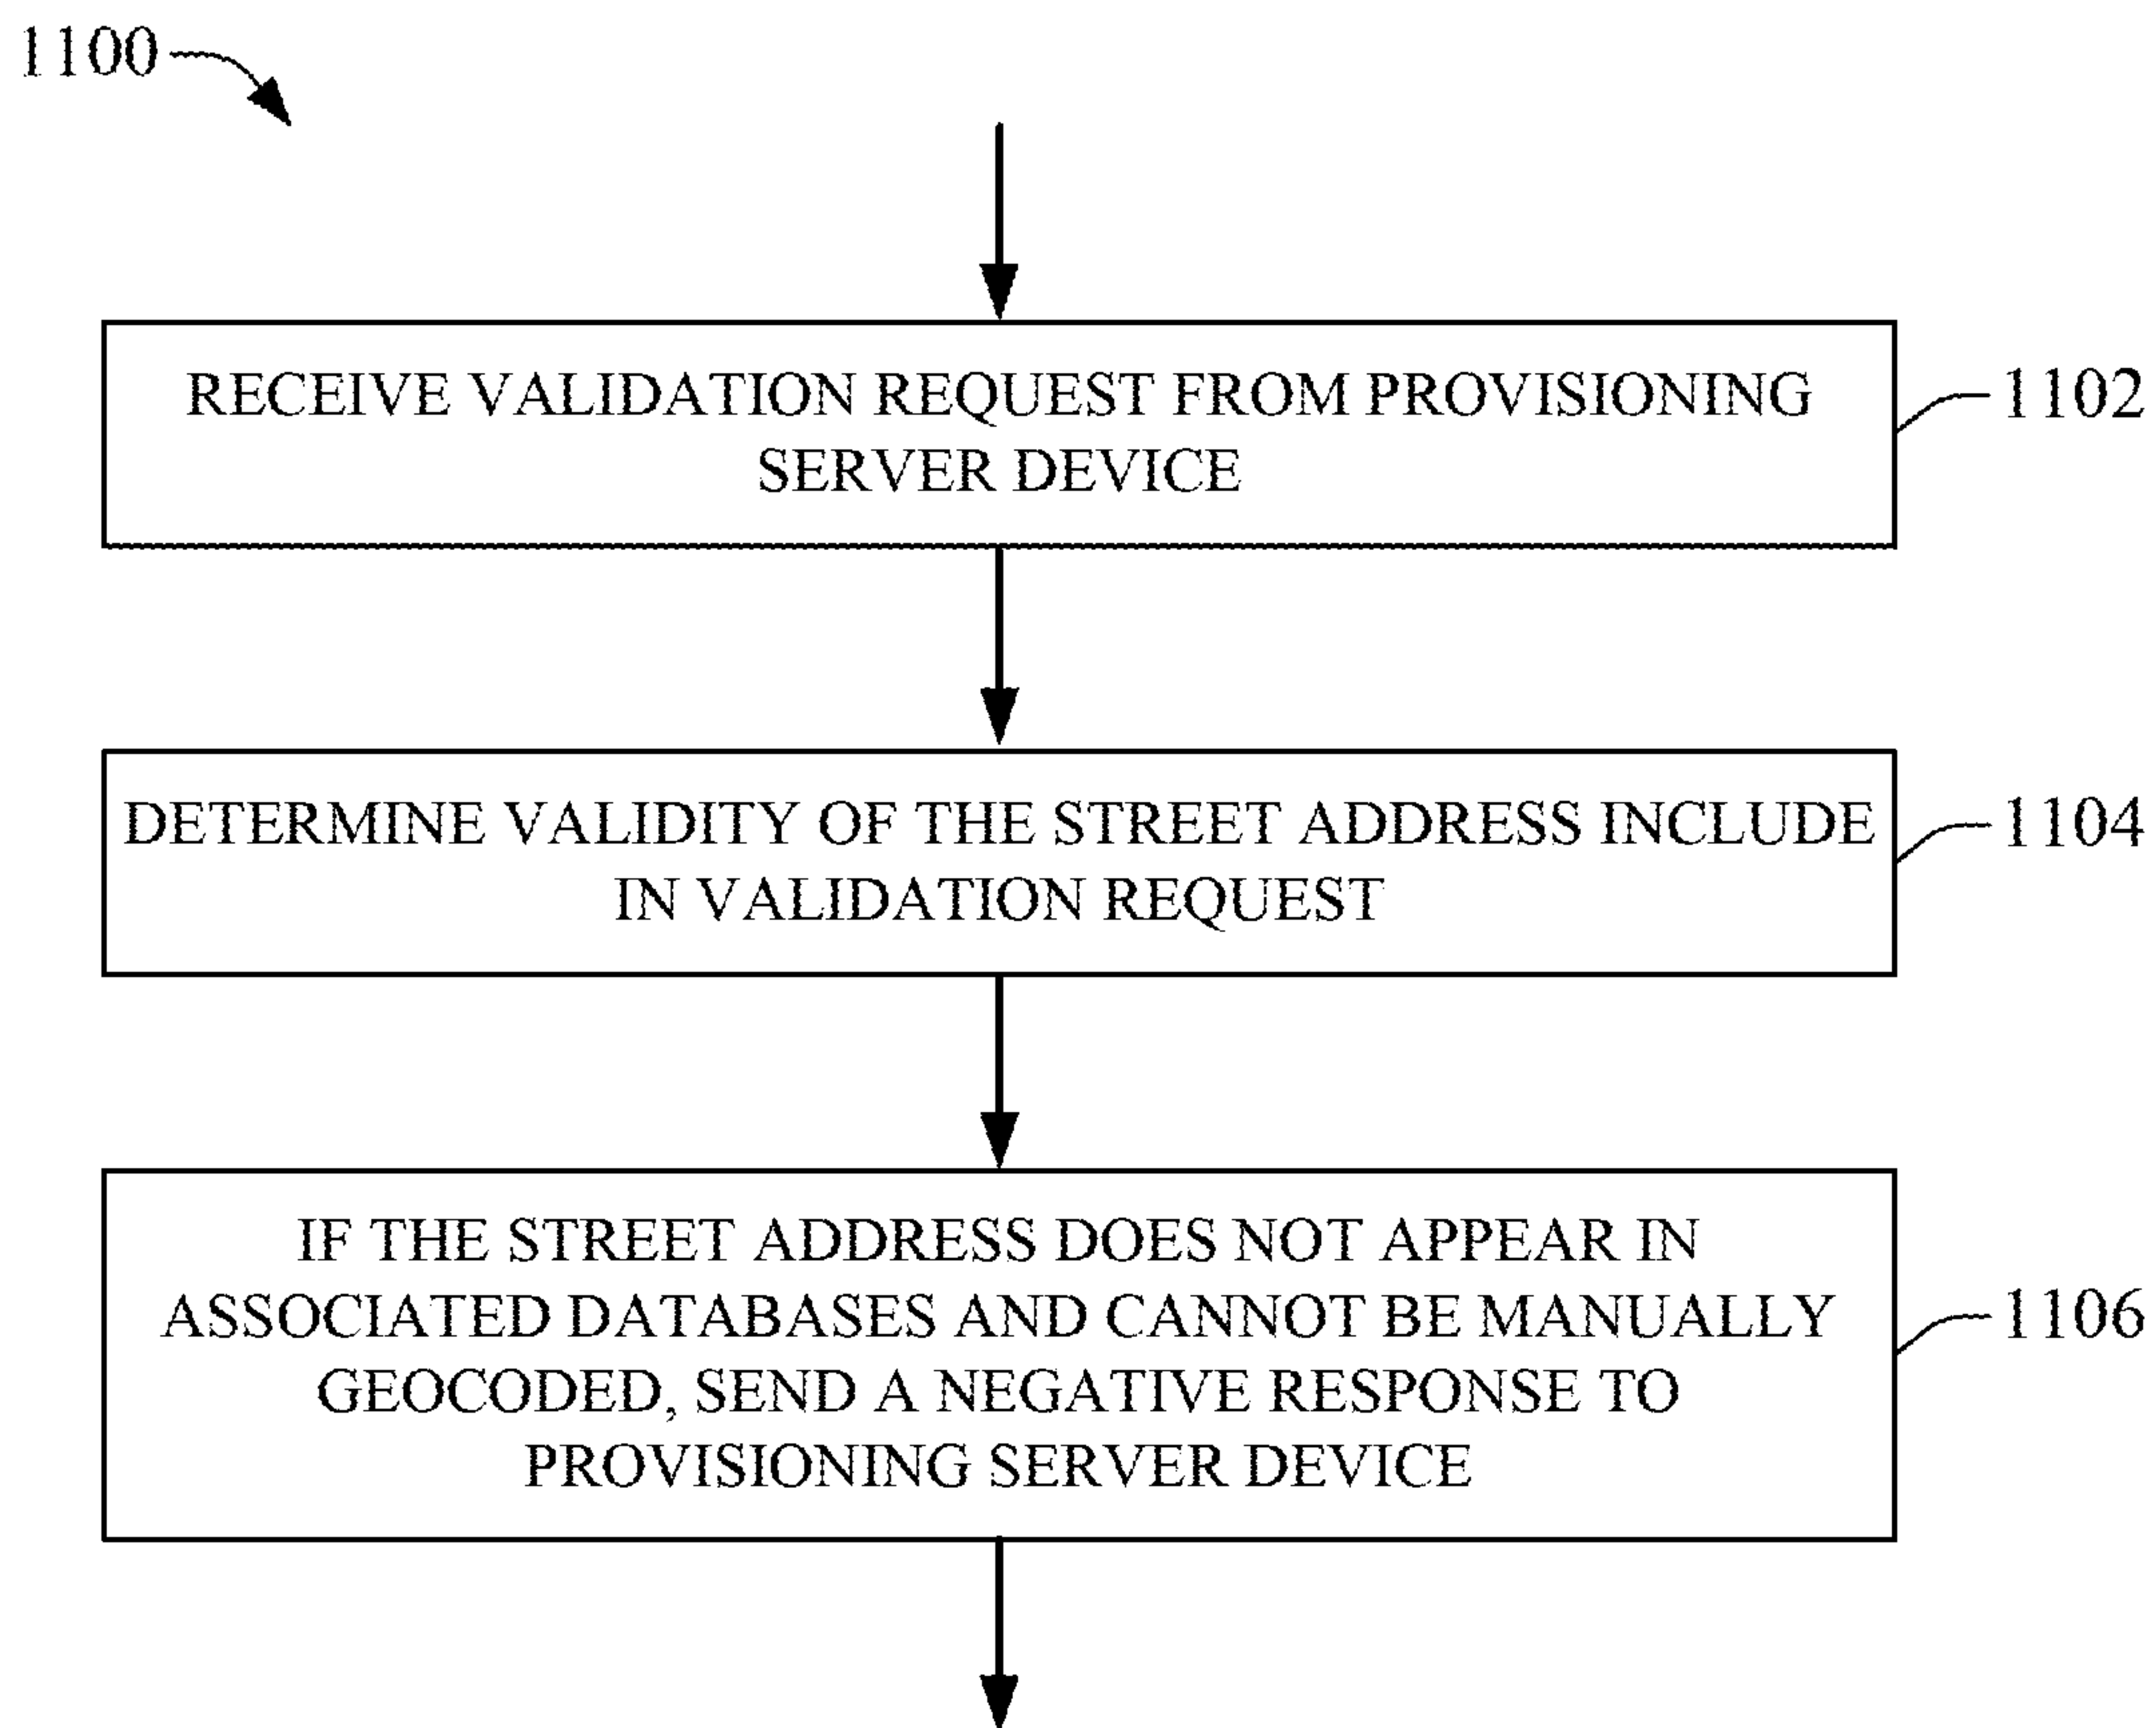 1100
RECEIVE VALIDATION REQUEST FROM PROVISIONING
SERVER DEVICE
1102
DETERMINE VALIDITY OF THE STREET ADDRESS INCLUDE
IN VALIDATION REQUEST
1104
IF THE STREET ADDRESS DOES NOT APPEAR IN
ASSOCIATED DATABASES AND CANNOT BE MANUALLY
GEOCODED, SEND A NEGATIVE RESPONSE TO
PROVISIONING SERVER DEVICE
1106